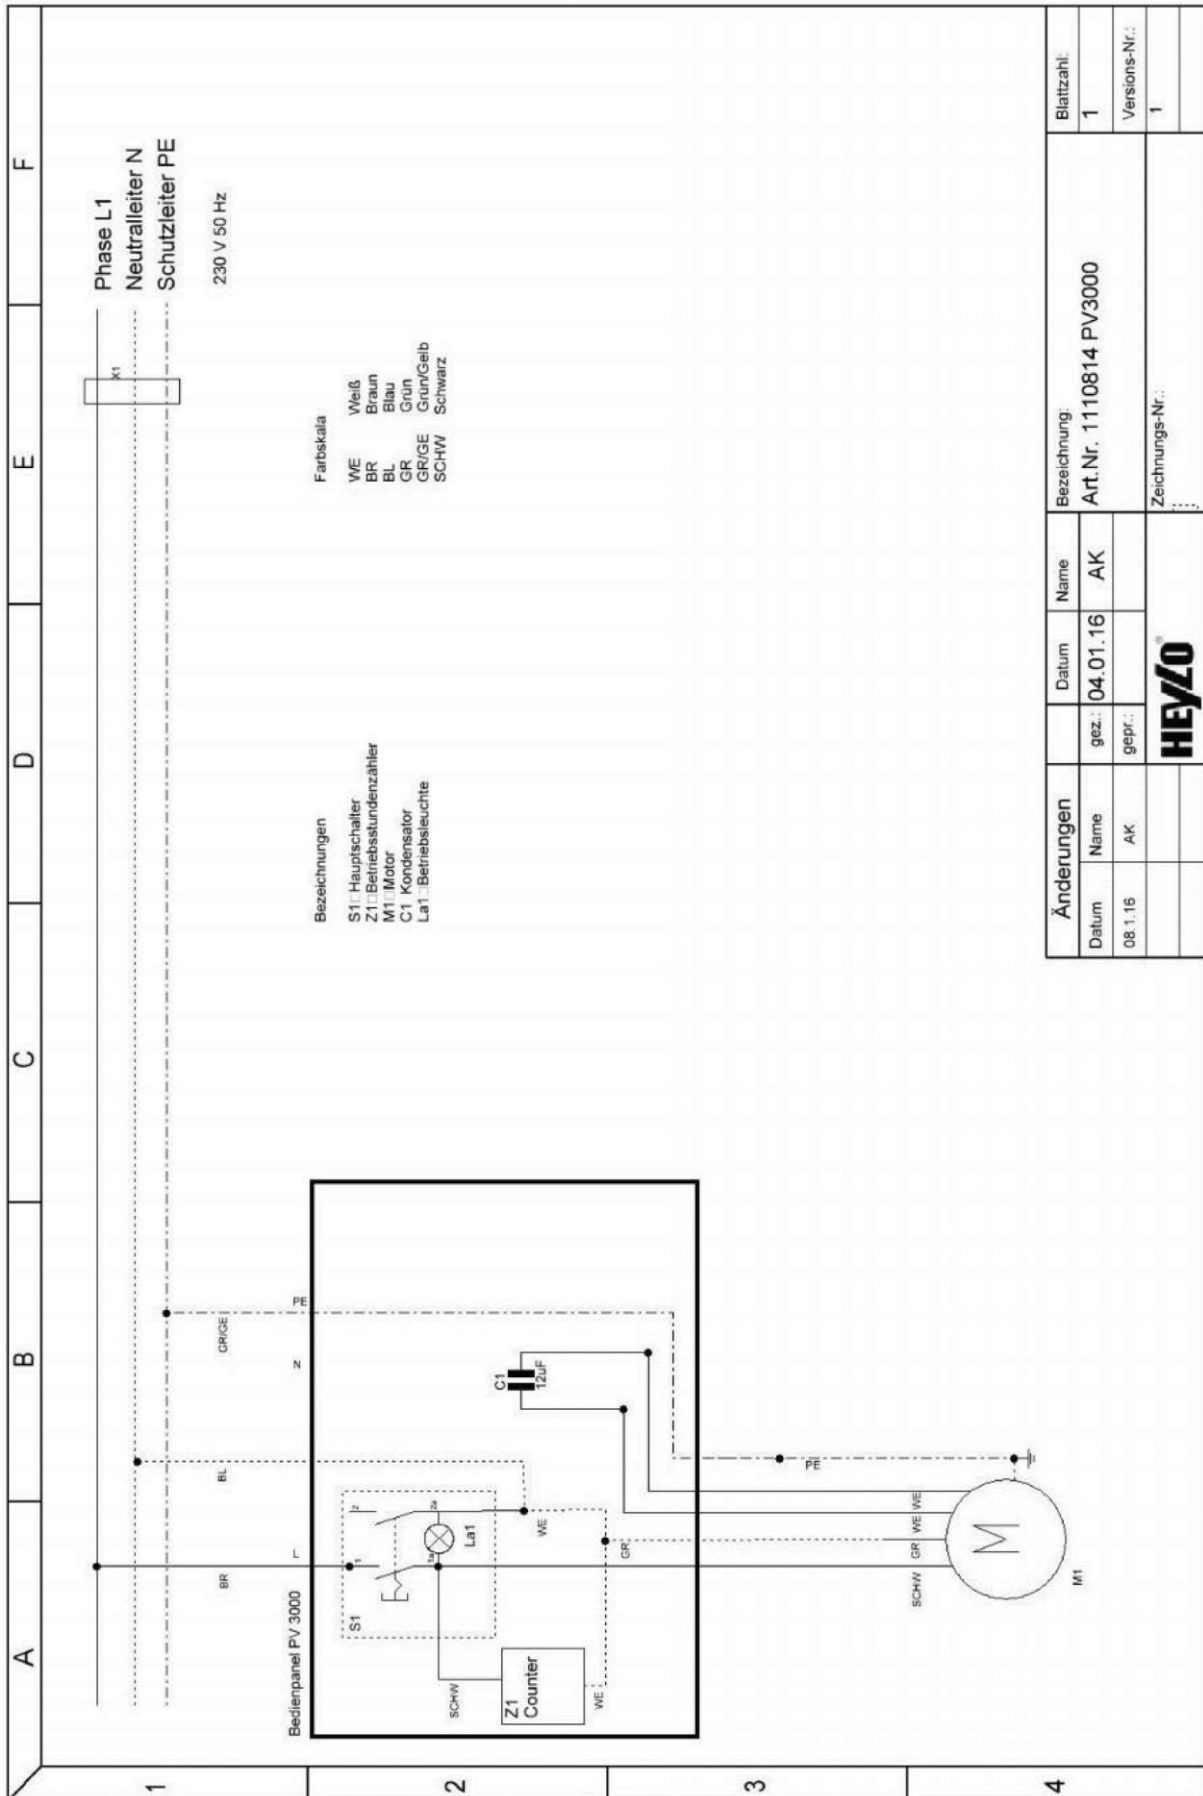 A
B
C
D
E
F
1
2
3
4
Phase L1
Neutralleiter N
Schutzleiter PE
230 V 50 Hz
X1
Farbskala
WE Weiß
BR Braun
BL Blau
GR Grün
GR/GE Grün/Gelb
SCHW Schwarz
Bezeichnungen
S1 Hauptschalter
Z1 Betriebsstundenzähler
M1 Motor
C1 Kondensator
La1 Betriebsleuchte
BR
BL
GR/GE
Bedienpanel PV 3000
L
N
PE
S1
1
2
1a
2a
La1
C1
12uF
SCHW
Z1
Counter
WE
WE
GR
PE
SCHW
GR
WE
WE
M
M1
Änderungen
Datum Name
08.1.16 AK
Datum Name
gez.: 04.01.16 AK
gepr.:
HEYLO®
Bezeichnung:
Art.Nr. 1110814 PV3000
Zeichnungs-Nr.:
Blattzahl:
1
Versions-Nr.:
1